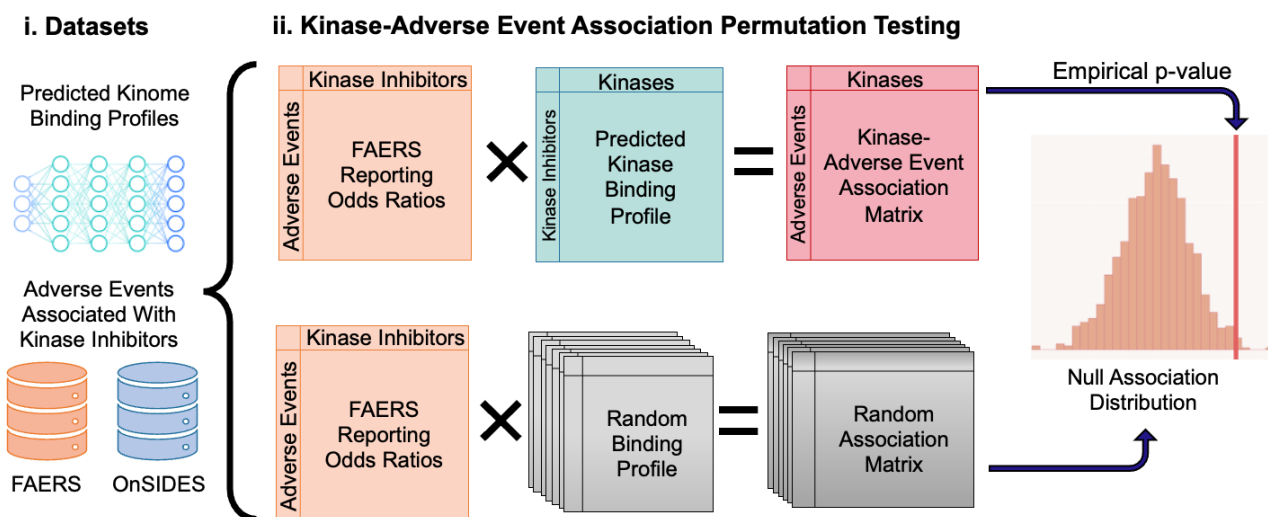 i. Datasets
Predicted Kinome
Binding Profiles
Adverse Events
Associated With
Kinase Inhibitors
FAERS
OnSIDES
ii. Kinase-Adverse Event Association Permutation Testing
Kinase Inhibitors
Adverse Events
FAERS
Reporting
Odds Ratios
×
Kinases
Kinase Inhibitors
Predicted
Kinase
Binding
Profile
=
Kinases
Adverse Events
Kinase-
Adverse Event
Association
Matrix
Empirical p-value
Kinase Inhibitors
Adverse Events
FAERS
Reporting
Odds Ratios
×
Random
Binding
Profile
=
Random
Association
Matrix
Null Association
Distribution